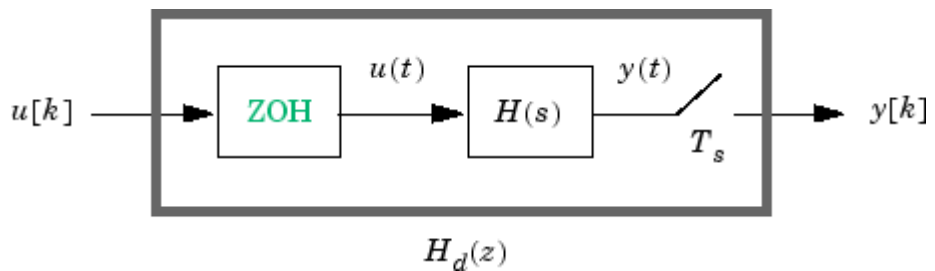 u(t)
y(t)
u[k]
ZOH
H(s)
y[k]
T_s
H_d(z)